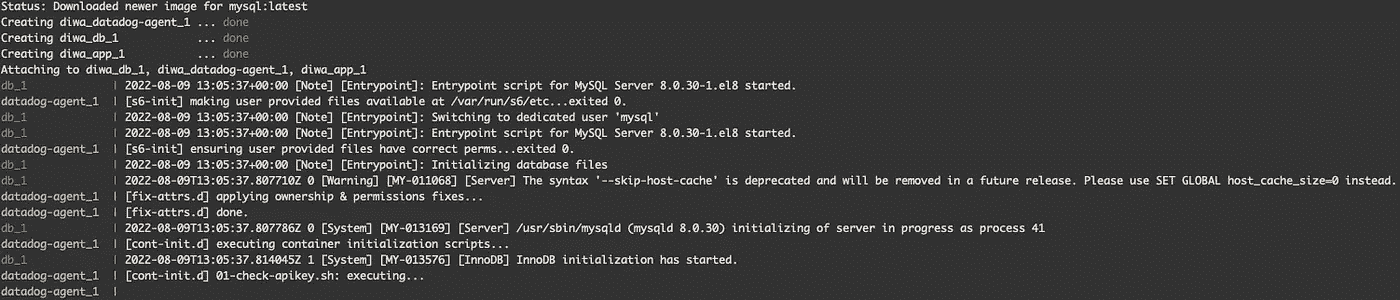 Status: Downloaded newer image for mysql:latest
Creating diwa_datadog-agent_1 ... done
Creating diwa_db_1            ... done
Creating diwa_app_1           ... done
Attaching to diwa_db_1, diwa_datadog-agent_1, diwa_app_1
db_1             | 2022-08-09 13:05:37+00:00 [Note] [Entrypoint]: Entrypoint script for MySQL Server 8.0.30-1.el8 started.
datadog-agent_1  | [s6-init] making user provided files available at /var/run/s6/etc...exited 0.
db_1             | 2022-08-09 13:05:37+00:00 [Note] [Entrypoint]: Switching to dedicated user 'mysql'
db_1             | 2022-08-09 13:05:37+00:00 [Note] [Entrypoint]: Entrypoint script for MySQL Server 8.0.30-1.el8 started.
datadog-agent_1  | [s6-init] ensuring user provided files have correct perms...exited 0.
db_1             | 2022-08-09 13:05:37+00:00 [Note] [Entrypoint]: Initializing database files
db_1             | 2022-08-09T13:05:37.807710Z 0 [Warning] [MY-011068] [Server] The syntax '--skip-host-cache' is deprecated and will be removed in a future release. Please use SET GLOBAL host_cache_size=0 instead.
datadog-agent_1  | [fix-attrs.d] applying ownership & permissions fixes...
datadog-agent_1  | [fix-attrs.d] done.
db_1             | 2022-08-09T13:05:37.807786Z 0 [System] [MY-013169] [Server] /usr/sbin/mysqld (mysqld 8.0.30) initializing of server in progress as process 41
datadog-agent_1  | [cont-init.d] executing container initialization scripts...
db_1             | 2022-08-09T13:05:37.814045Z 1 [System] [MY-013576] [InnoDB] InnoDB initialization has started.
datadog-agent_1  | [cont-init.d] 01-check-apikey.sh: executing...
datadog-agent_1  |